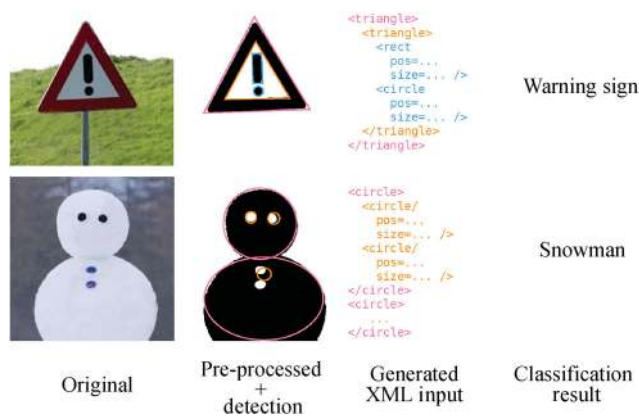 <triangle>
<triangle>
<rect
pos=...
size=... />
<circle
pos=...
size=... />
</triangle>
</triangle>
Warning sign
<circle>
<circle/
pos=...
size=... />
<circle/
pos=...
size=... />
</circle>
<circle>
...
</circle>
Snowman
Original
Pre-processed
+
detection
Generated
XML input
Classification
result